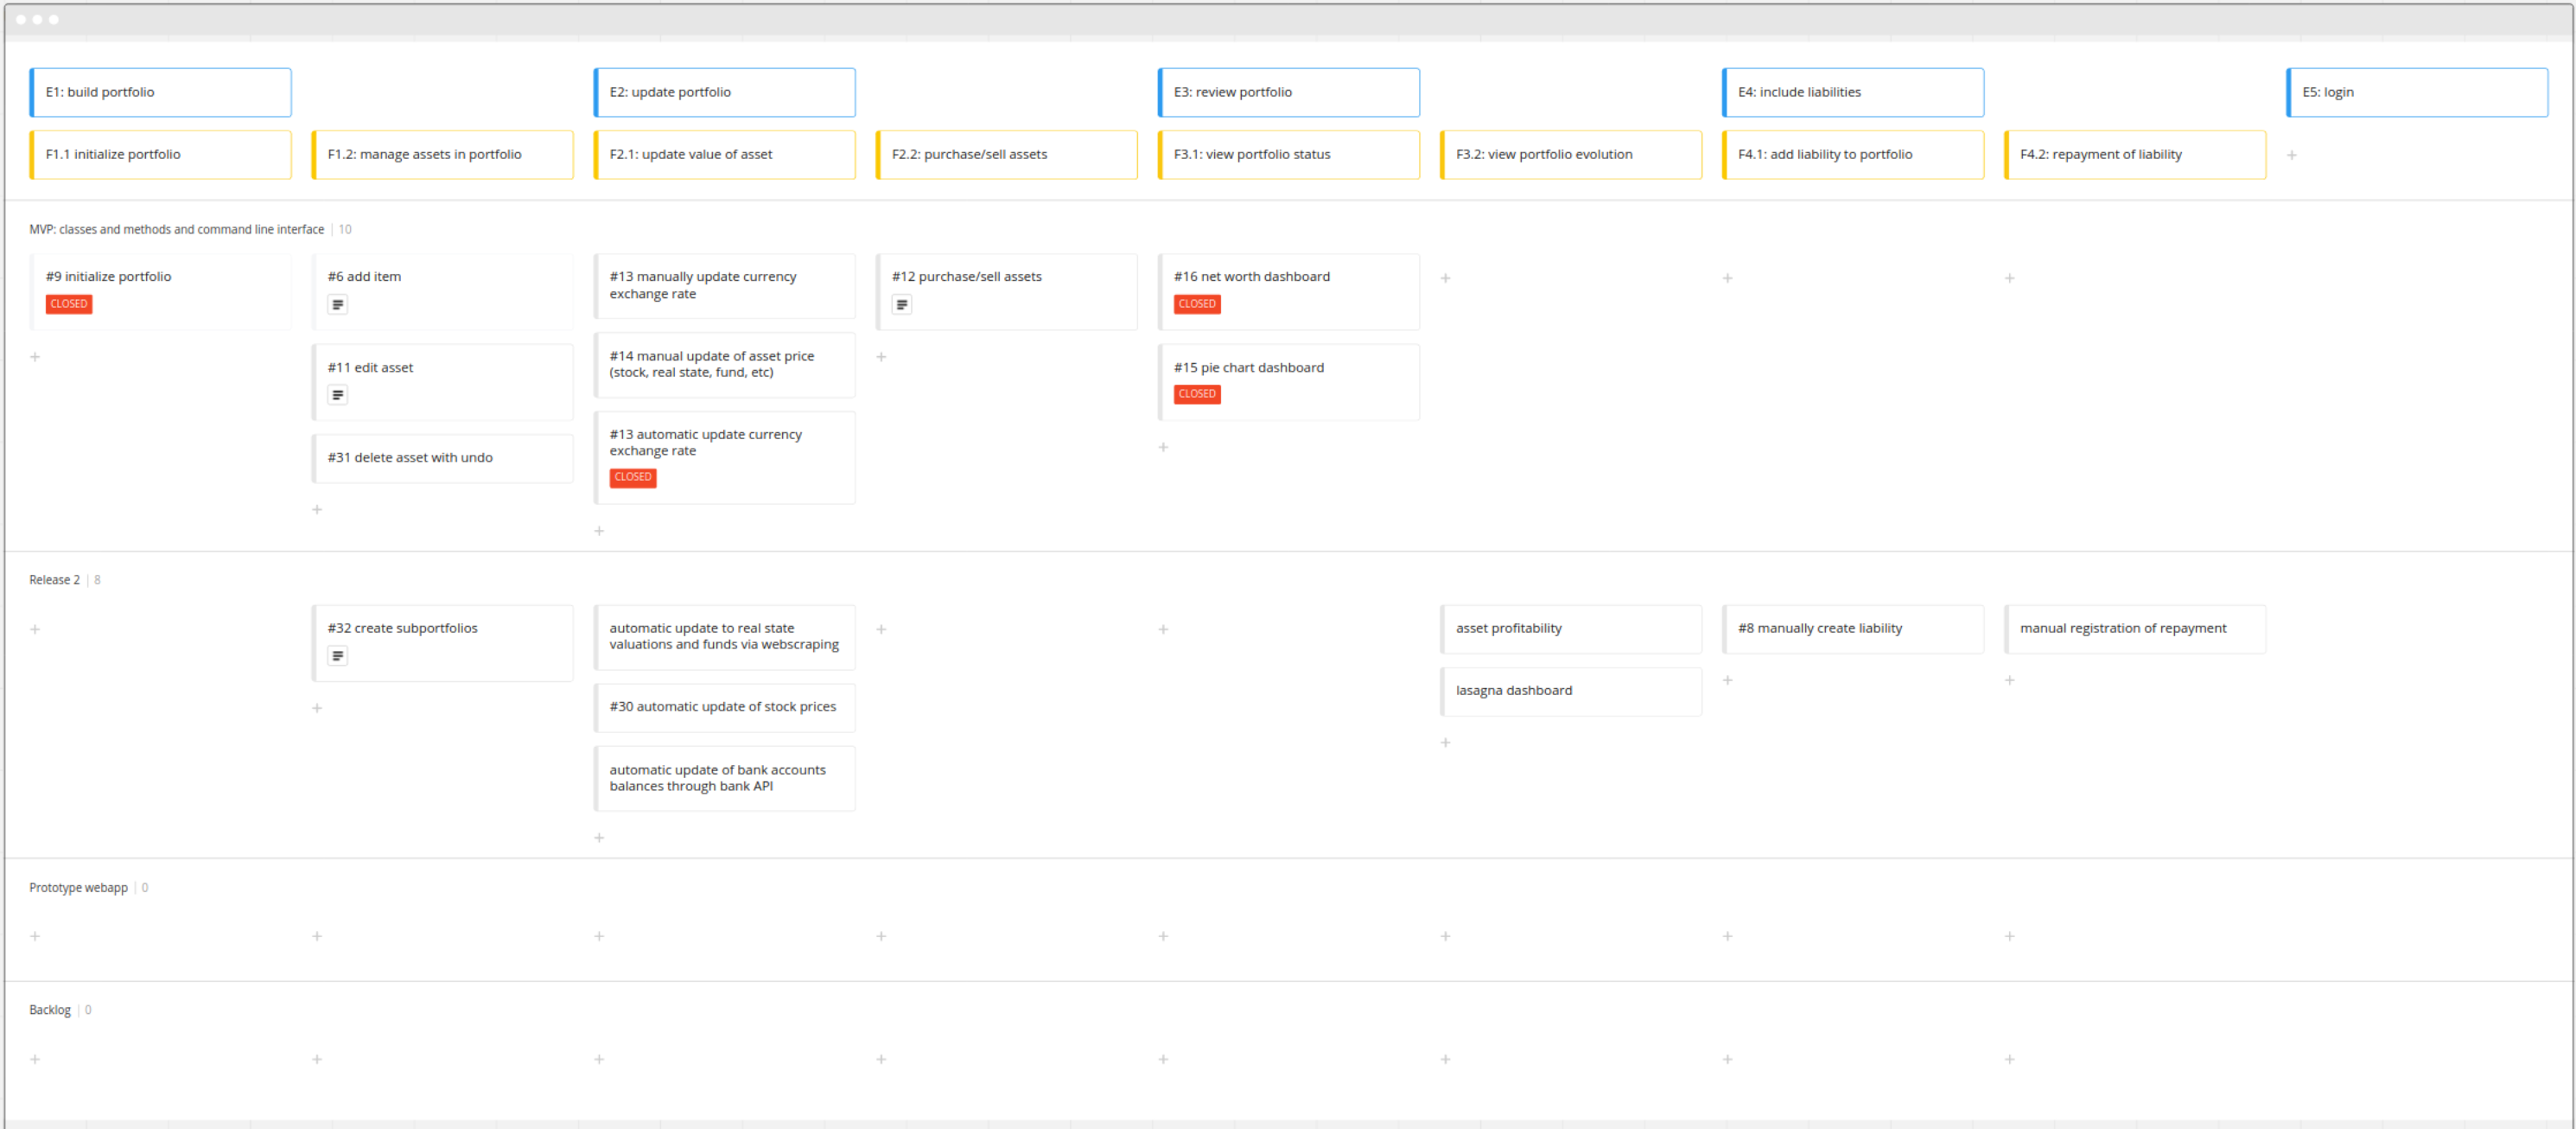 E1: build portfolio
E2: update portfolio
E3: review portfolio
E4: include liabilities
E5: login
F1.1 initialize portfolio
F1.2: manage assets in portfolio
F2.1: update value of asset
F2.2: purchase/sell assets
F3.1: view portfolio status
F3.2: view portfolio evolution
F4.1: add liability to portfolio
F4.2: repayment of liability
MVP: classes and methods and command line interface | 10
#9 initialize portfolio
CLOSED
#6 add item
#11 edit asset
#31 delete asset with undo
#13 manually update currency
exchange rate
#14 manual update of asset price
(stock, real state, fund, etc)
#13 automatic update currency
exchange rate
CLOSED
#12 purchase/sell assets
#16 net worth dashboard
CLOSED
#15 pie chart dashboard
CLOSED
Release 2 | 8
#32 create subportfolios
automatic update to real state
valuations and funds via webscraping
#30 automatic update of stock prices
automatic update of bank accounts
balances through bank API
asset profitability
lasagna dashboard
#8 manually create liability
manual registration of repayment
Prototype webapp | 0
Backlog | 0